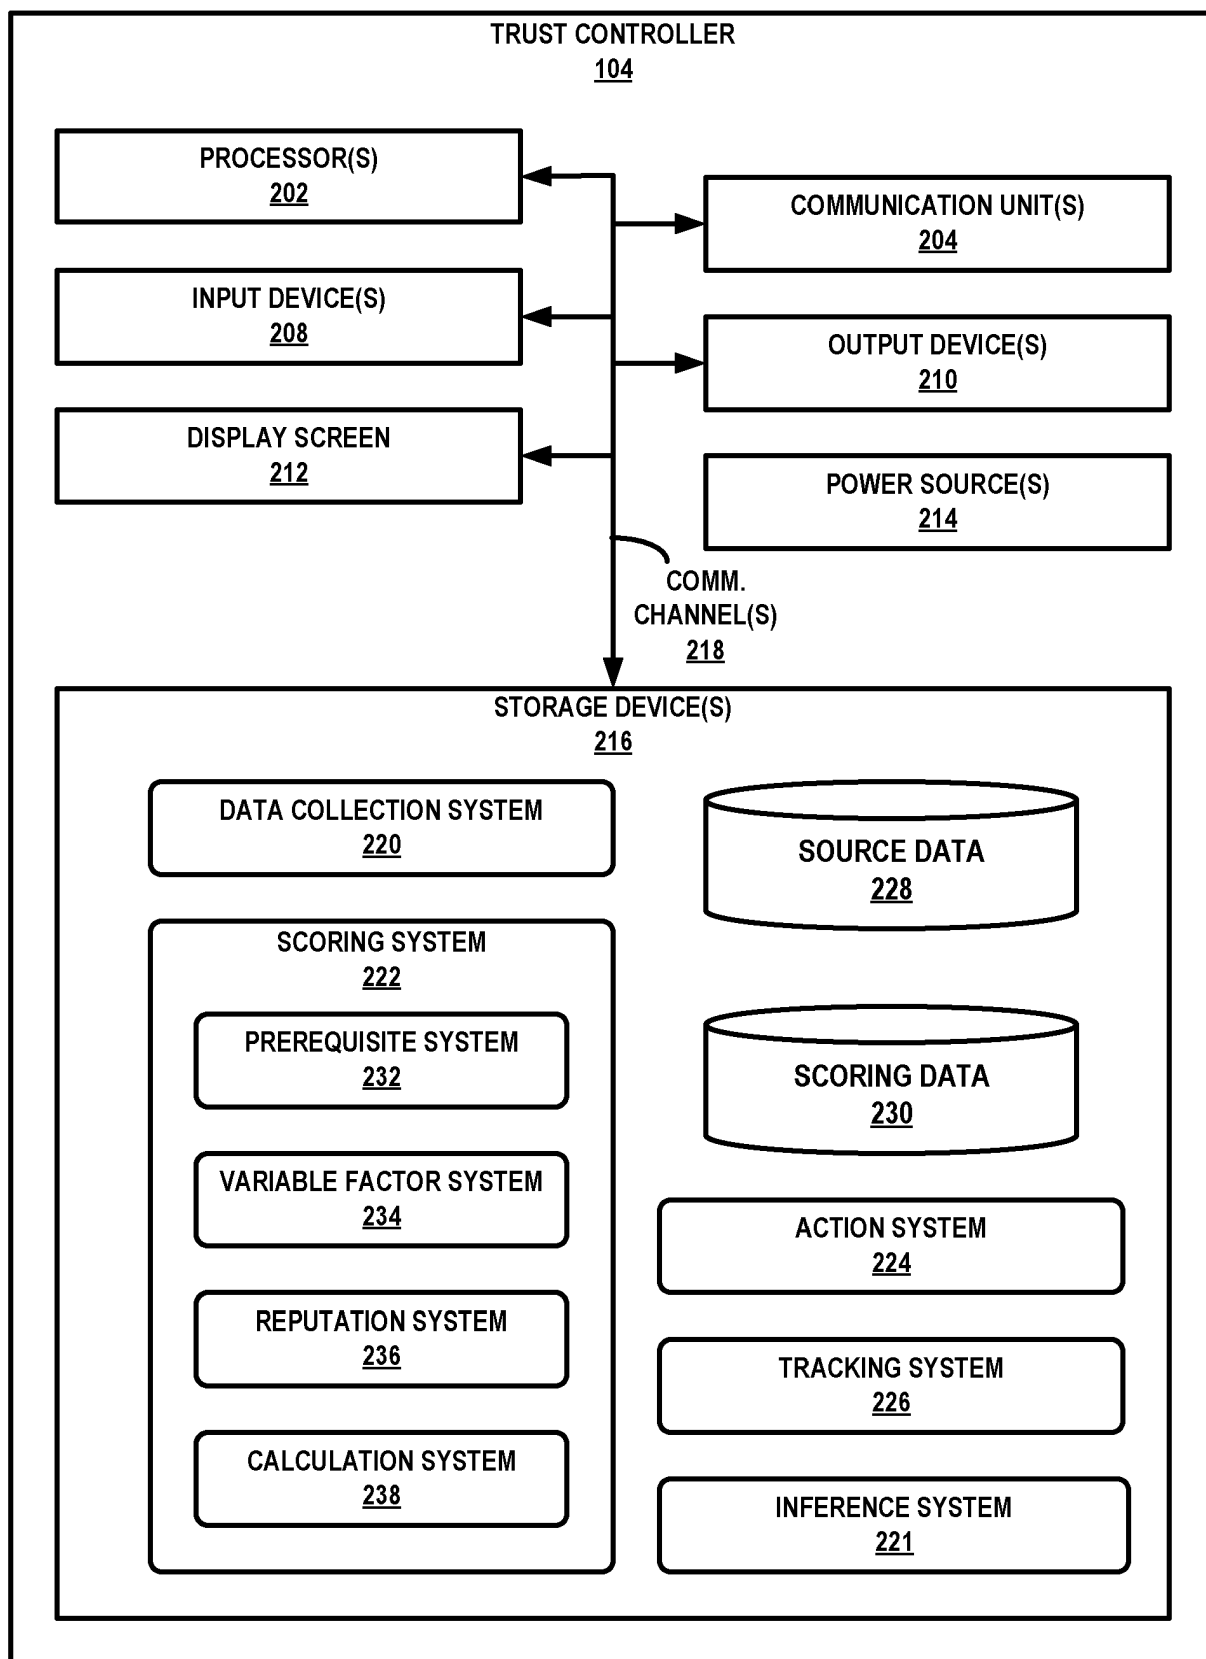 TRUST CONTROLLER
104
PROCESSOR(S)
202
COMMUNICATION UNIT(S)
204
INPUT DEVICE(S)
208
OUTPUT DEVICE(S)
210
DISPLAY SCREEN
212
POWER SOURCE(S)
214
COMM.
CHANNEL(S)
218
STORAGE DEVICE(S)
216
DATA COLLECTION SYSTEM
220
SOURCE DATA
228
SCORING SYSTEM
222
PREREQUISITE SYSTEM
232
SCORING DATA
230
VARIABLE FACTOR SYSTEM
234
ACTION SYSTEM
224
REPUTATION SYSTEM
236
TRACKING SYSTEM
226
CALCULATION SYSTEM
238
INFERENCE SYSTEM
221